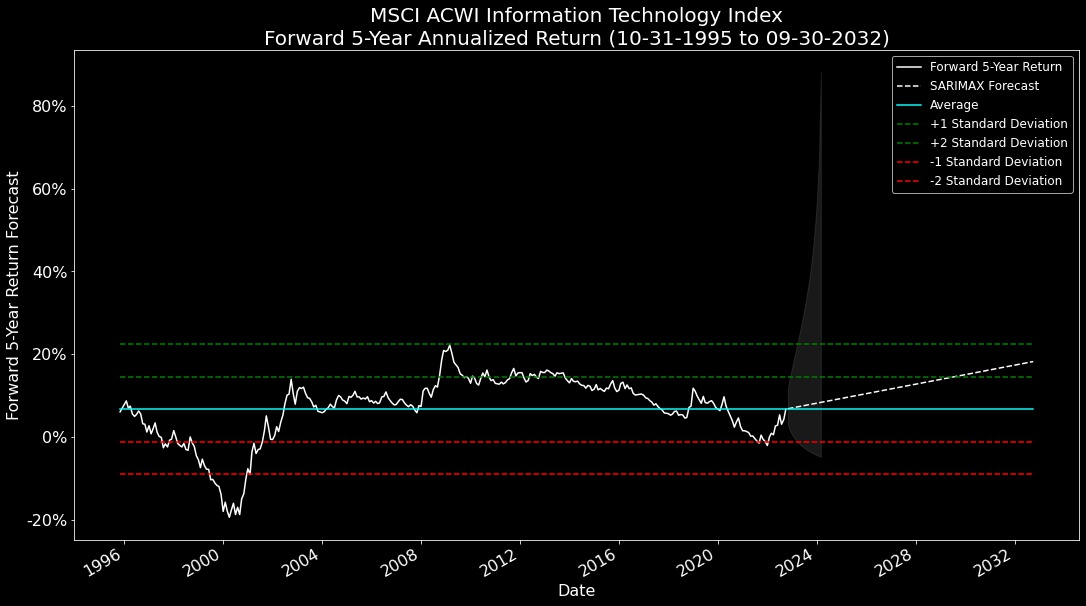 MSCI ACWI Information Technology Index
Forward 5-Year Annualized Return (10-31-1995 to 09-30-2032)
Forward 5-Year Return
SARIMAX Forecast
Average
+1 Standard Deviation
+2 Standard Deviation
-1 Standard Deviation
-2 Standard Deviation
Forward 5-Year Return Forecast
80%
60%
40%
20%
0%
-20%
1996
2000
2004
2008
2012
2016
2020
2024
2028
2032
Date